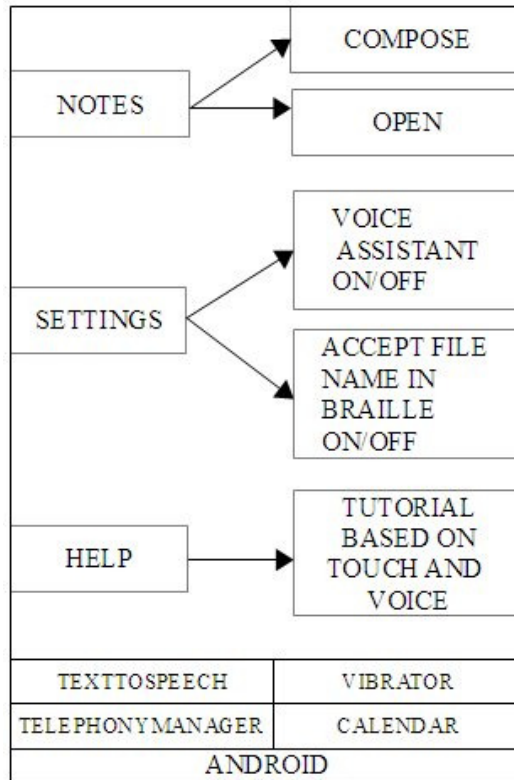 COMPOSE
NOTES
OPEN
VOICE
ASSISTANT
ON/OFF
SETTINGS
ACCEPT FILE
NAME IN
BRAILLE
ON/OFF
TUTORIAL
BASED ON
TOUCH AND
VOICE
HELP
TEXTTOSPEECH
VIBRATOR
TELEPHONYMANAGER
CALENDAR
ANDROID